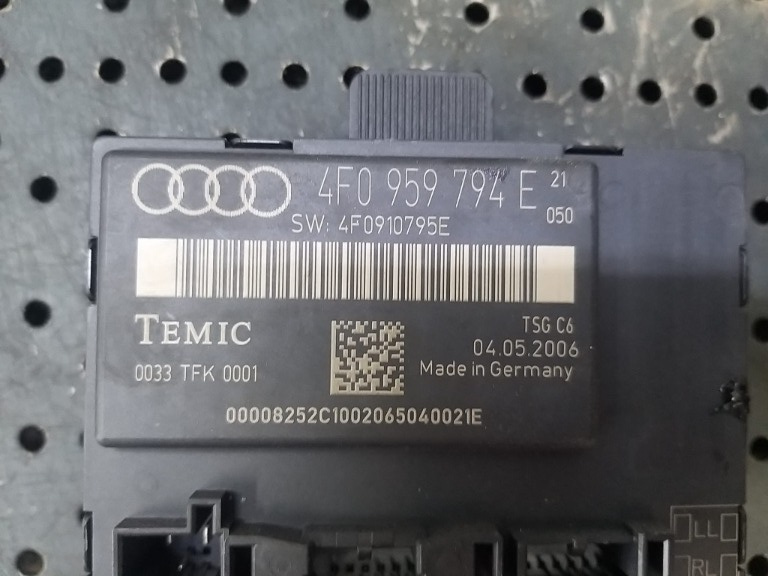 4F0 959 794 E 21
050
SW: 4F0910795E
TEMIC
TSG C6
04.05.2006
0033 TFK 0001
Made in Germany
00008252C1002065040021E
LL
RL